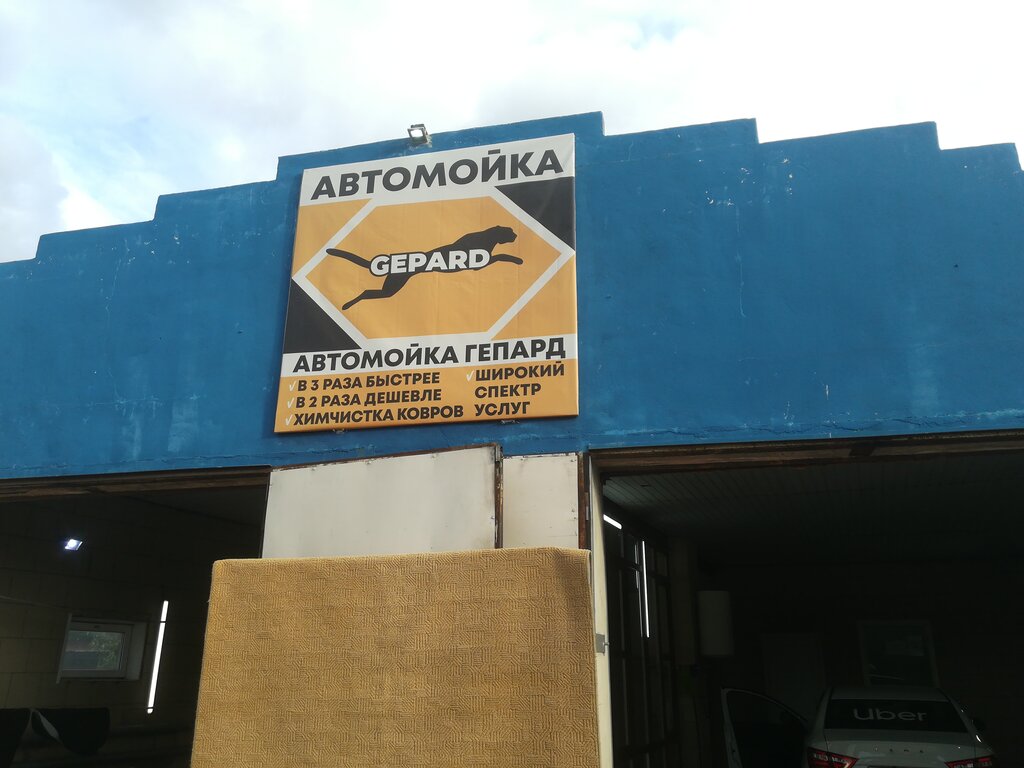 АВТОМОЙКА
GEPARD
АВТОМОЙКА ГЕПАРД
√В 3 РАЗА БЫСТРЕЕ
√В 2 РАЗА ДЕШЕВЛЕ
√ХИМЧИСТКА КОВРОВ
√ШИРОКИЙ
СПЕКТР
УСЛУГ
Uber